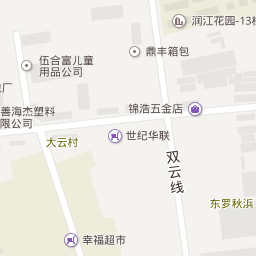 润江花园-13栋
鼎丰箱包
伍合富儿童
用品公司
厂
善海杰塑料
限公司
锦浩五金店
世纪华联
大云村
双云线
东罗秋浜
幸福超市